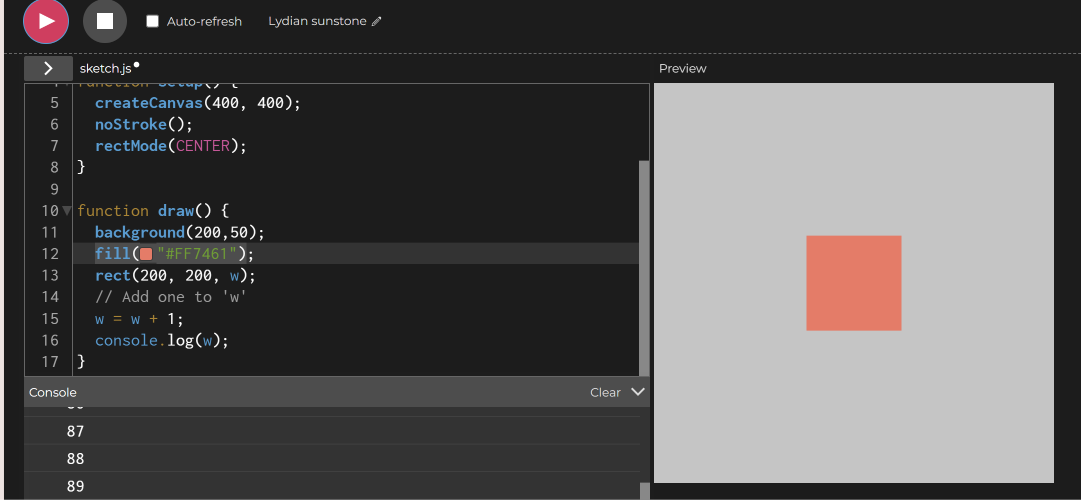 Auto-refresh Lydian sunstone
sketch.js
Preview
function setup() {
5 createCanvas(400, 400);
6 noStroke();
7 rectMode(CENTER);
8 }
9
10 function draw() {
11 background(200,50);
12 fill("#FF7461");
13 rect(200, 200, w);
14 // Add one to 'w'
15 w = w + 1;
16 console.log(w);
17 }
Console Clear
87
88
89